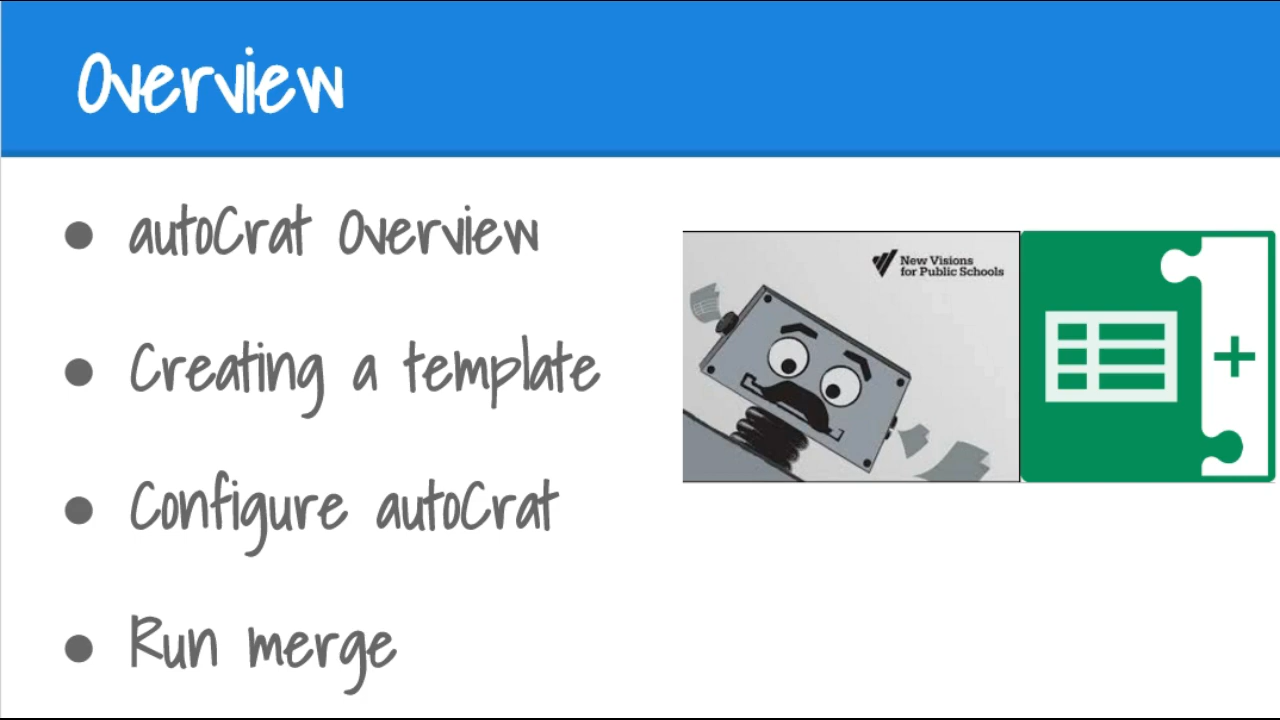 Overview
● autoCrat Overview
● Creating a template
● Configure autoCrat
● Run merge
New Visions
for Public Schools